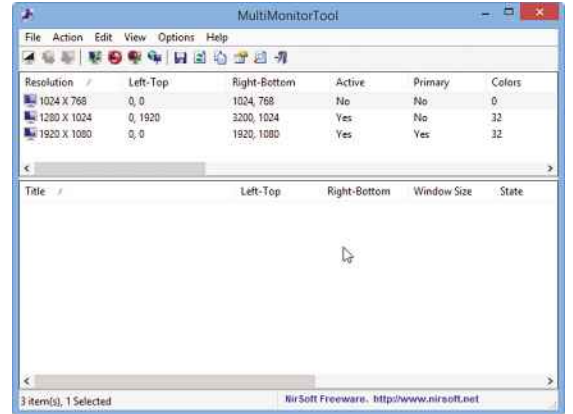 MultiMonitorTool
File Action Edit View Options Help
Resolution / Left-Top Right-Bottom Active Primary Colors
1024 X 768 0, 0 1024, 768 No No 0
1280 X 1024 0, 1920 3200, 1024 Yes No 32
1920 X 1080 0, 0 1920, 1080 Yes Yes 32
Title / Left-Top Right-Bottom Window Size State
3 item(s), 1 Selected NirSoft Freeware. http://www.nirsoft.net